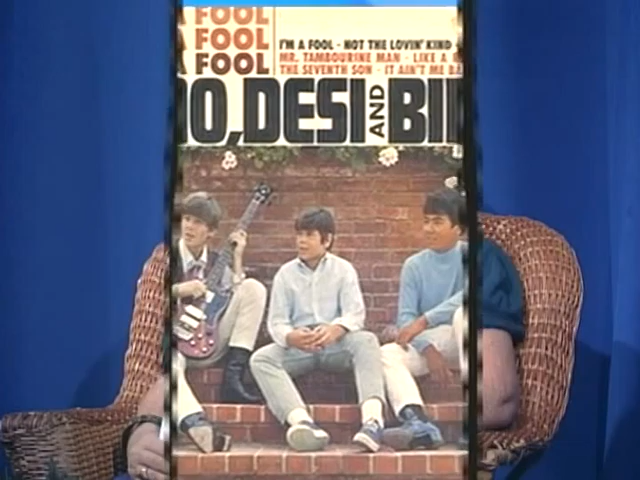 A FOOL
A FOOL
A FOOL
I'M A FOOL · NOT THE LOVIN' KIND
MR. TAMBOURINE MAN · LIKE A
THE SEVENTH SON · IT AIN'T ME
O, DESI AND BIL